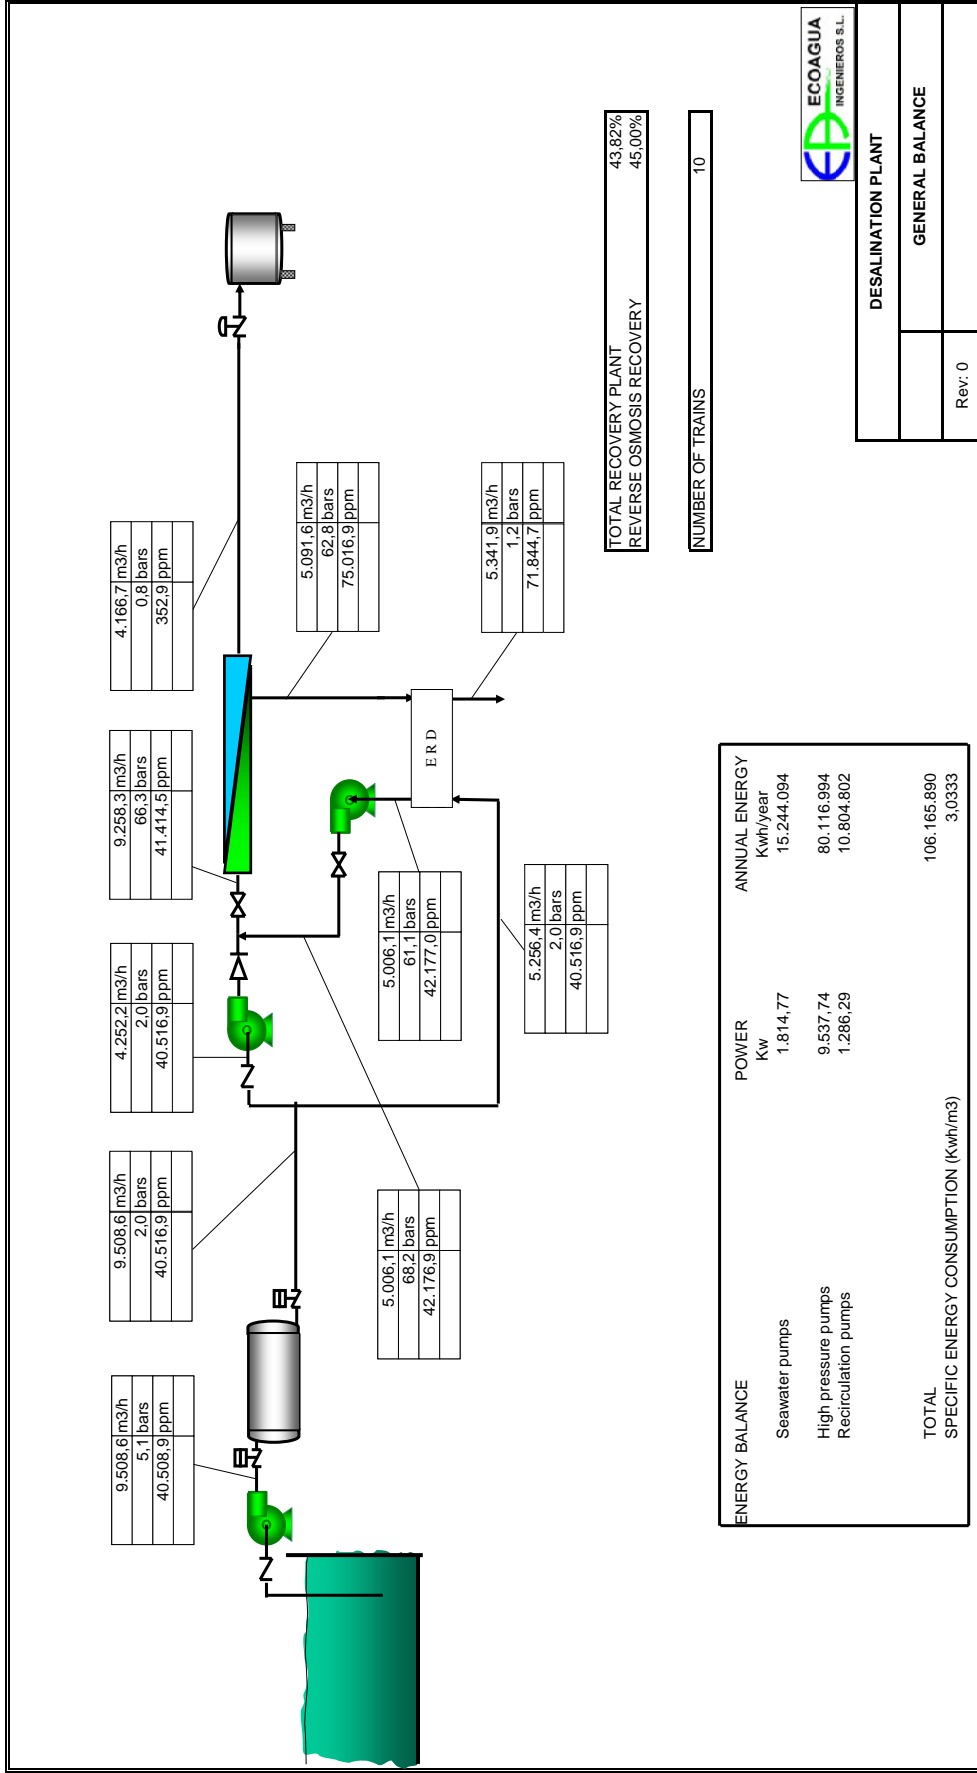 9.508,6 m3/h
5,1 bars
40.508,9 ppm
9.508,6 m3/h
2,0 bars
40.516,9 ppm
4.252,2 m3/h
2,0 bars
40.516,9 ppm
9.258,3 m3/h
66,3 bars
41.414,5 ppm
4.166,7 m3/h
0,8 bars
352,9 ppm
5.091,6 m3/h
62,8 bars
75.016,9 ppm
5.006,1 m3/h
68,2 bars
42.176,9 ppm
5.006,1 m3/h
61,1 bars
42.177,0 ppm
E R D
5.341,9 m3/h
1,2 bars
71.844,7 ppm
5.256,4 m3/h
2,0 bars
40.516,9 ppm
TOTAL RECOVERY PLANT 43,82%
REVERSE OSMOSIS RECOVERY 45,00%
NUMBER OF TRAINS 10
ENERGY BALANCE POWER ANNUAL ENERGY
Kw Kwh/year
Seawater pumps 1.814,77 15.244.094
High pressure pumps 9.537,74 80.116.994
Recirculation pumps 1.286,29 10.804.802
TOTAL 106.165.890
SPECIFIC ENERGY CONSUMPTION (Kwh/m3) 3,0333
ECOAGUA
INGENIEROS S.L.
DESALINATION PLANT
GENERAL BALANCE
Rev: 0